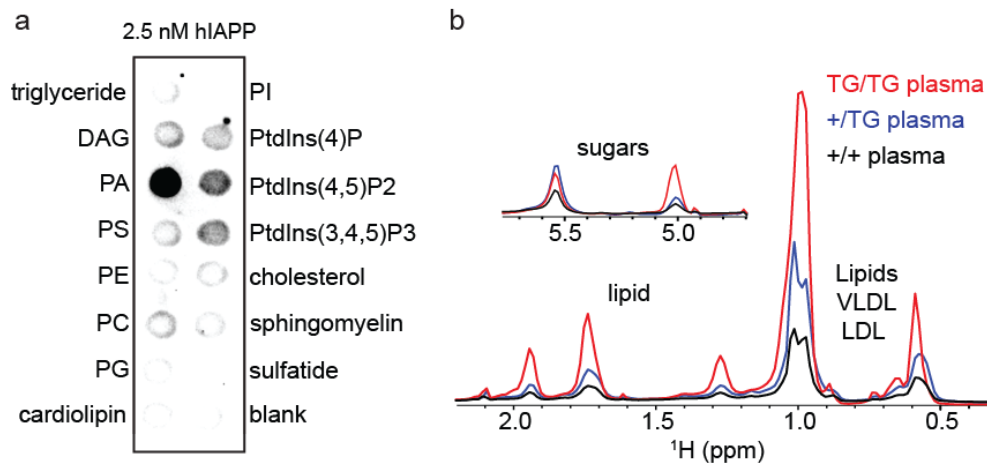 a
2.5 nM hIAPP
triglyceride PI
DAG PtdIns(4)P
PA PtdIns(4,5)P2
PS PtdIns(3,4,5)P3
PE cholesterol
PC sphingomyelin
PG sulfatide
cardiolipin blank
b
TG/TG plasma
+/TG plasma
+/+ plasma
sugars
5.5 5.0
lipid
Lipids
VLDL
LDL
2.0 1.5 1.0 0.5
¹H (ppm)